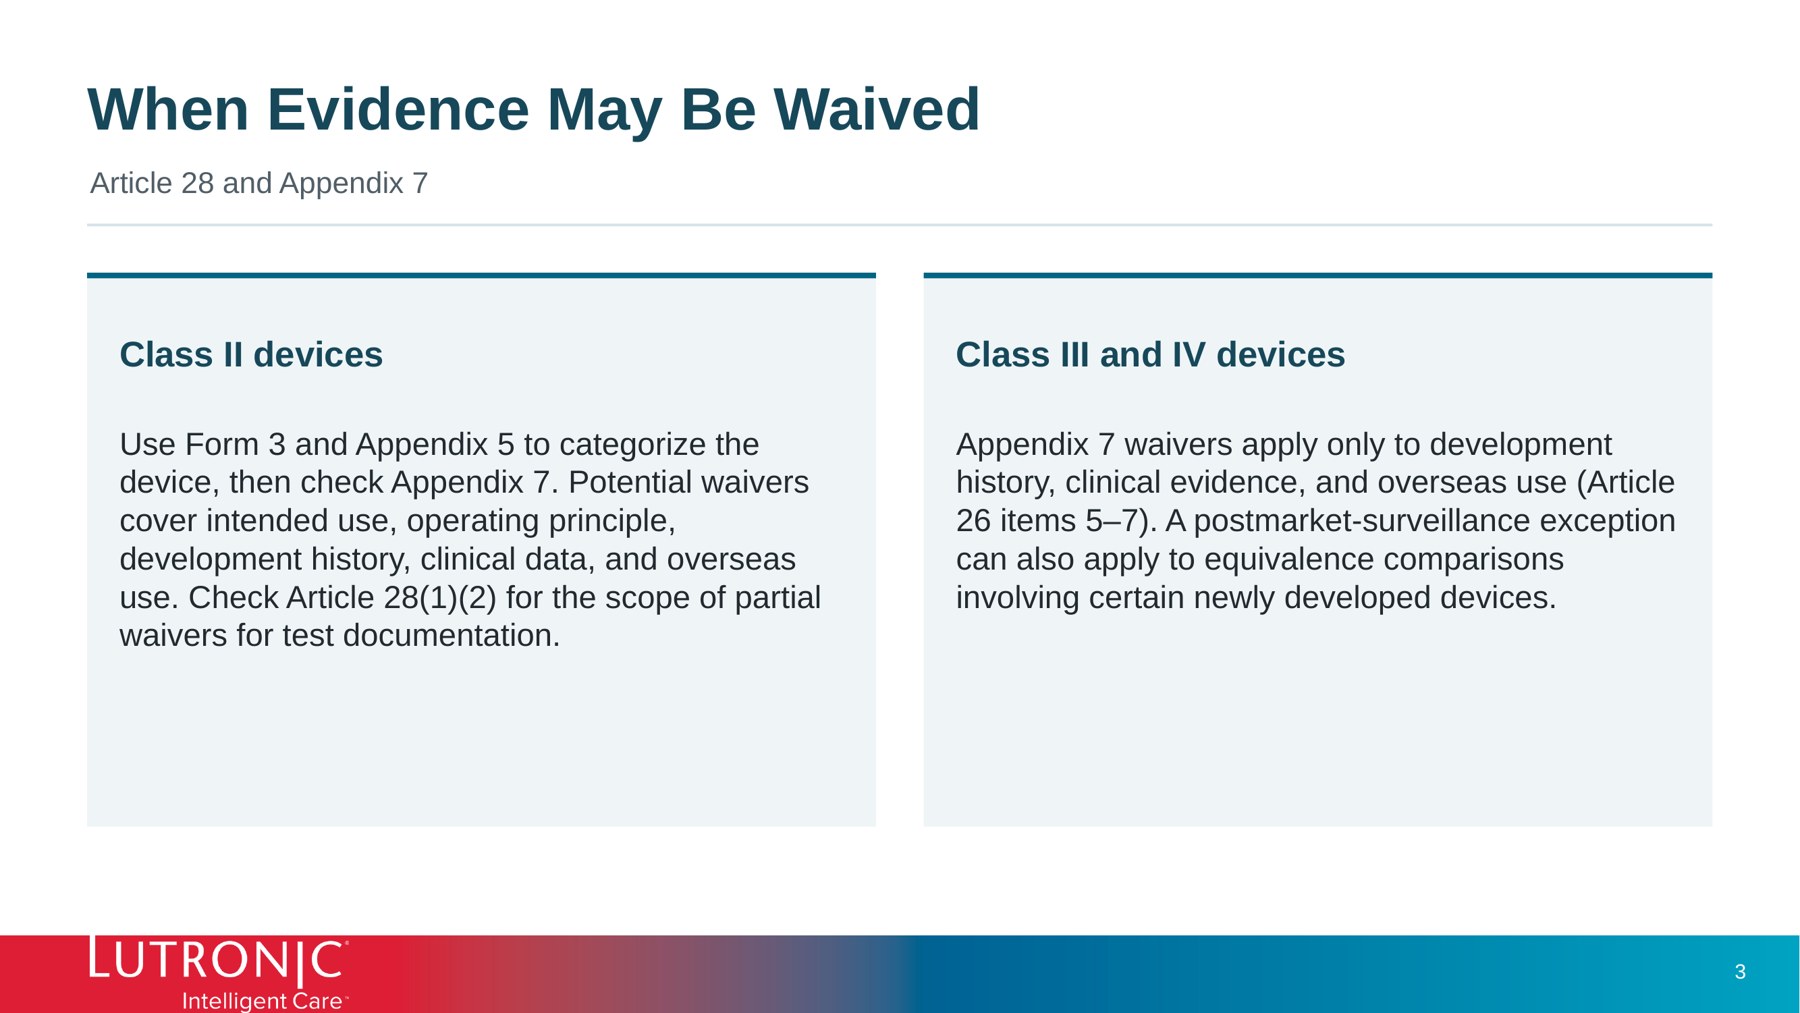 When Evidence May Be Waived
Article 28 and Appendix 7
Class II devices
Use Form 3 and Appendix 5 to categorize the
device, then check Appendix 7. Potential waivers
cover intended use, operating principle,
development history, clinical data, and overseas
use. Check Article 28(1)(2) for the scope of partial
waivers for test documentation.
Class III and IV devices
Appendix 7 waivers apply only to development
history, clinical evidence, and overseas use (Article
26 items 5–7). A postmarket-surveillance exception
can also apply to equivalence comparisons
involving certain newly developed devices.
LUTRONIC
Intelligent Care
3